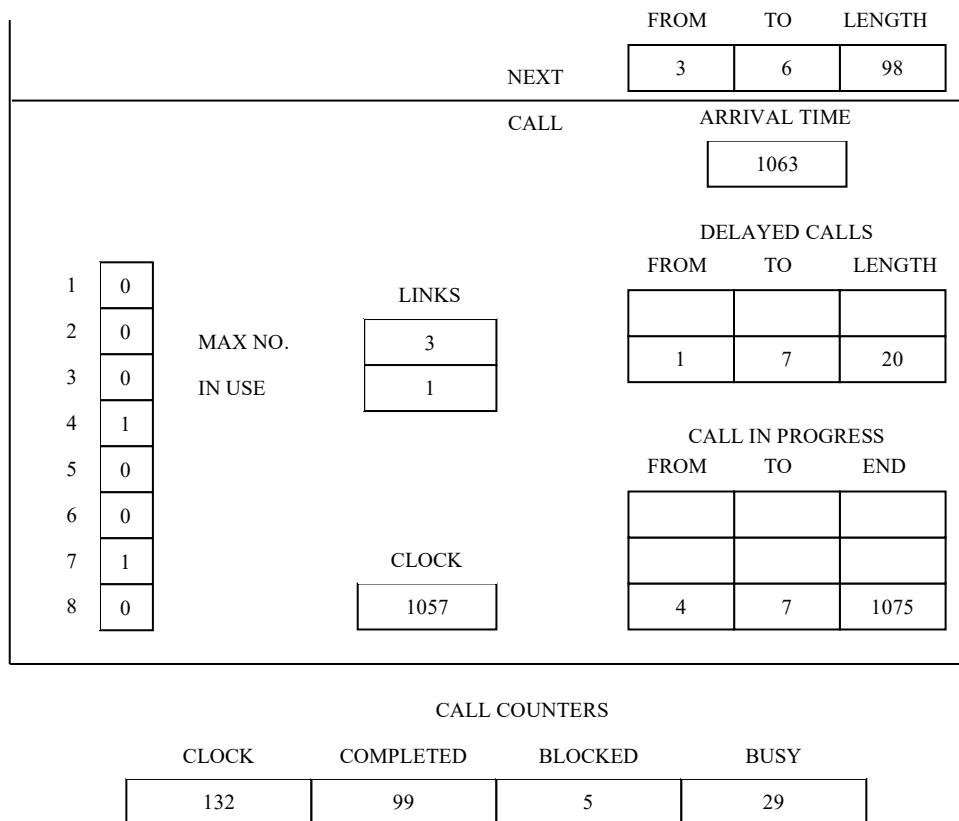 FROM TO LENGTH
NEXT 3 6 98
CALL ARRIVAL TIME
1063
DELAYED CALLS
FROM TO LENGTH
1 0
LINKS
2 0
MAX NO. 3
1 7 20
3 0
IN USE 1
4 1
CALL IN PROGRESS
FROM TO END
5 0
6 0
7 1
CLOCK
8 0
1057
4 7 1075
CALL COUNTERS
CLOCK COMPLETED BLOCKED BUSY
132 99 5 29